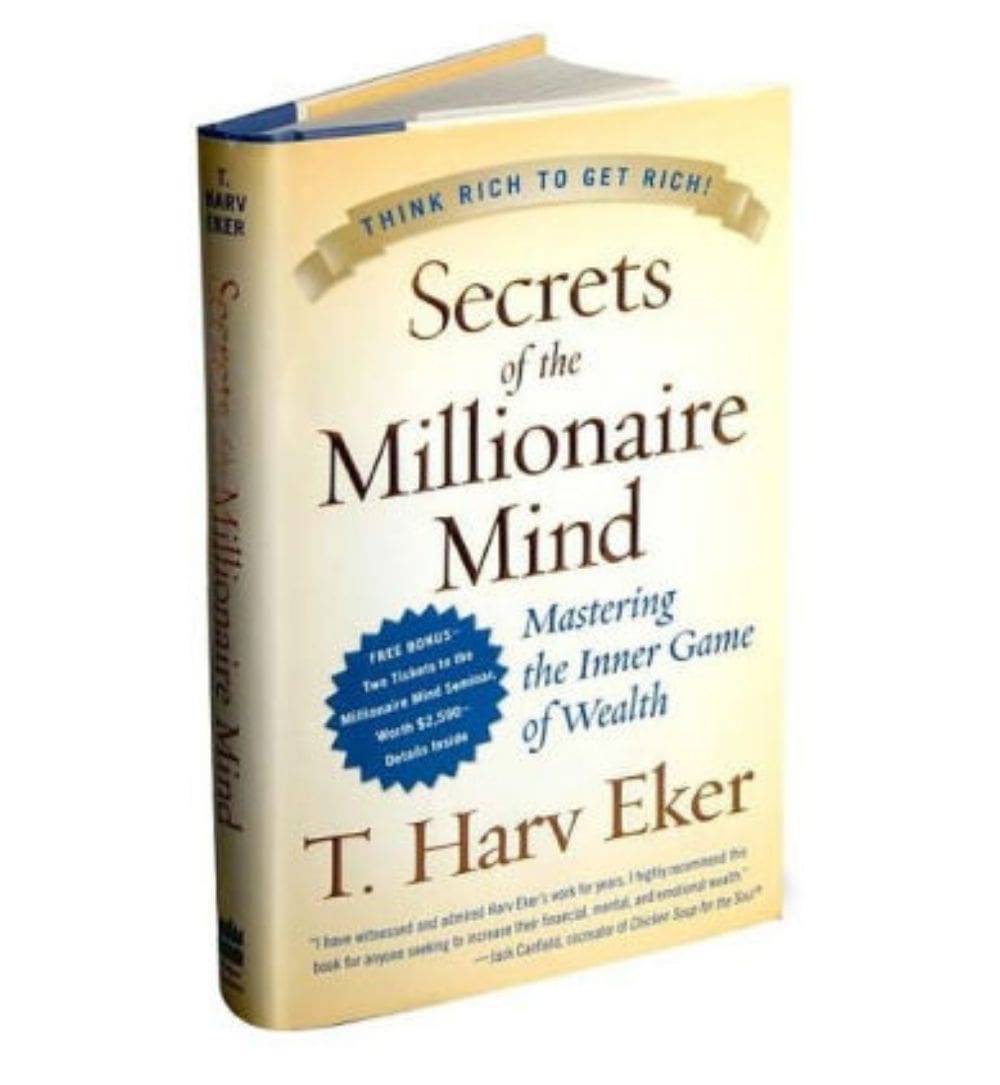 THINK RICH TO GET RICH!
Secrets
of the
Millionaire
Mind
Mastering
the Inner Game
of Wealth
FREE BONUS–
Two Tickets to the
Millionaire Mind Seminar,
Worth $2,590–
Details Inside
T. Harv Eker
"I have witnessed and admired Harv Eker's work for years. I highly recommend this
book for anyone seeking to increase their financial, mental, and emotional wealth."
—Jack Canfield, cocreator of Chicken Soup for the Soul®
T.
HARV
EKER
Secrets of the Millionaire Mind